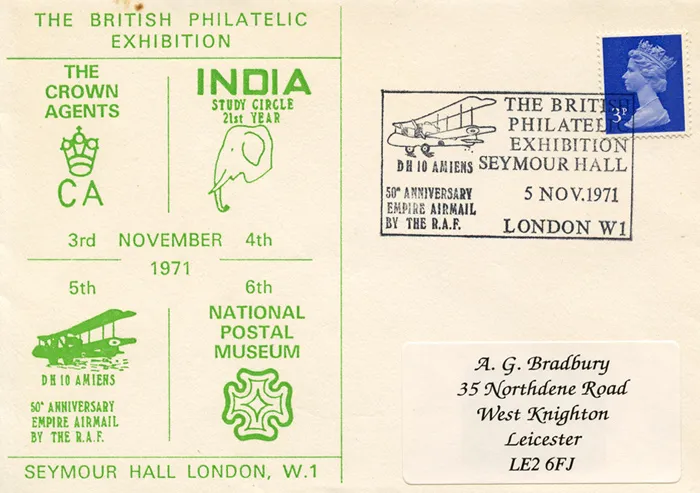 THE BRITISH PHILATELIC
EXHIBITION
THE
CROWN
AGENTS
CA
INDIA
STUDY CIRCLE
21st YEAR
3rd NOVEMBER 4th
1971
5th
6th
DH 10 AMIENS
50th ANNIVERSARY
EMPIRE AIRMAIL
BY THE R.A.F.
NATIONAL
POSTAL
MUSEUM
SEYMOUR HALL LONDON, W.1
THE BRITISH
PHILATELIC
EXHIBITION
DH 10 AMIENS SEYMOUR HALL
50th ANNIVERSARY
EMPIRE AIRMAIL
BY THE R.A.F.
5 NOV.1971
LONDON W1
3P
A. G. Bradbury
35 Northdene Road
West Knighton
Leicester
LE2 6FJ